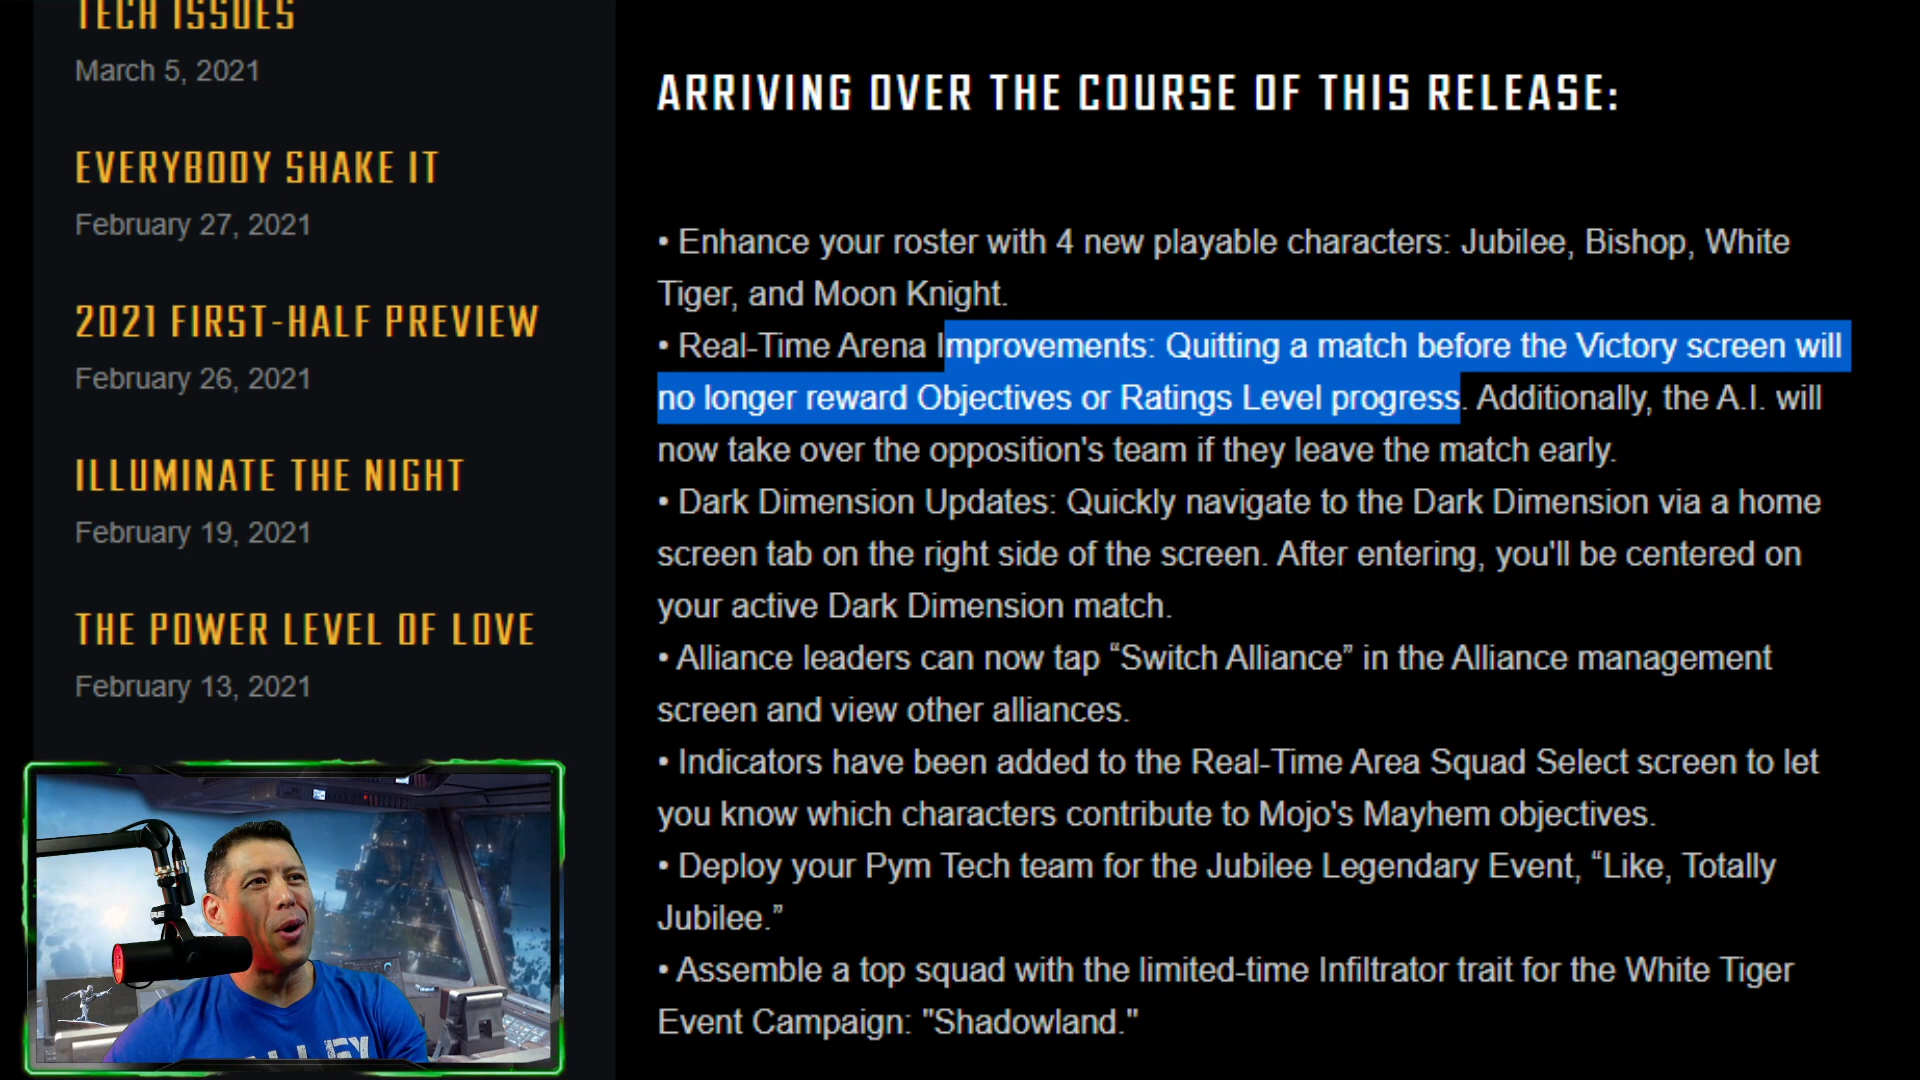 TECH ISSUES
March 5, 2021
EVERYBODY SHAKE IT
February 27, 2021
2021 FIRST-HALF PREVIEW
February 26, 2021
ILLUMINATE THE NIGHT
February 19, 2021
THE POWER LEVEL OF LOVE
February 13, 2021
ARRIVING OVER THE COURSE OF THIS RELEASE:
• Enhance your roster with 4 new playable characters: Jubilee, Bishop, White
Tiger, and Moon Knight.
• Real-Time Arena Improvements: Quitting a match before the Victory screen will
no longer reward Objectives or Ratings Level progress. Additionally, the A.I. will
now take over the opposition's team if they leave the match early.
• Dark Dimension Updates: Quickly navigate to the Dark Dimension via a home
screen tab on the right side of the screen. After entering, you'll be centered on
your active Dark Dimension match.
• Alliance leaders can now tap “Switch Alliance” in the Alliance management
screen and view other alliances.
• Indicators have been added to the Real-Time Area Squad Select screen to let
you know which characters contribute to Mojo's Mayhem objectives.
• Deploy your Pym Tech team for the Jubilee Legendary Event, “Like, Totally
Jubilee.”
• Assemble a top squad with the limited-time Infiltrator trait for the White Tiger
Event Campaign: "Shadowland."